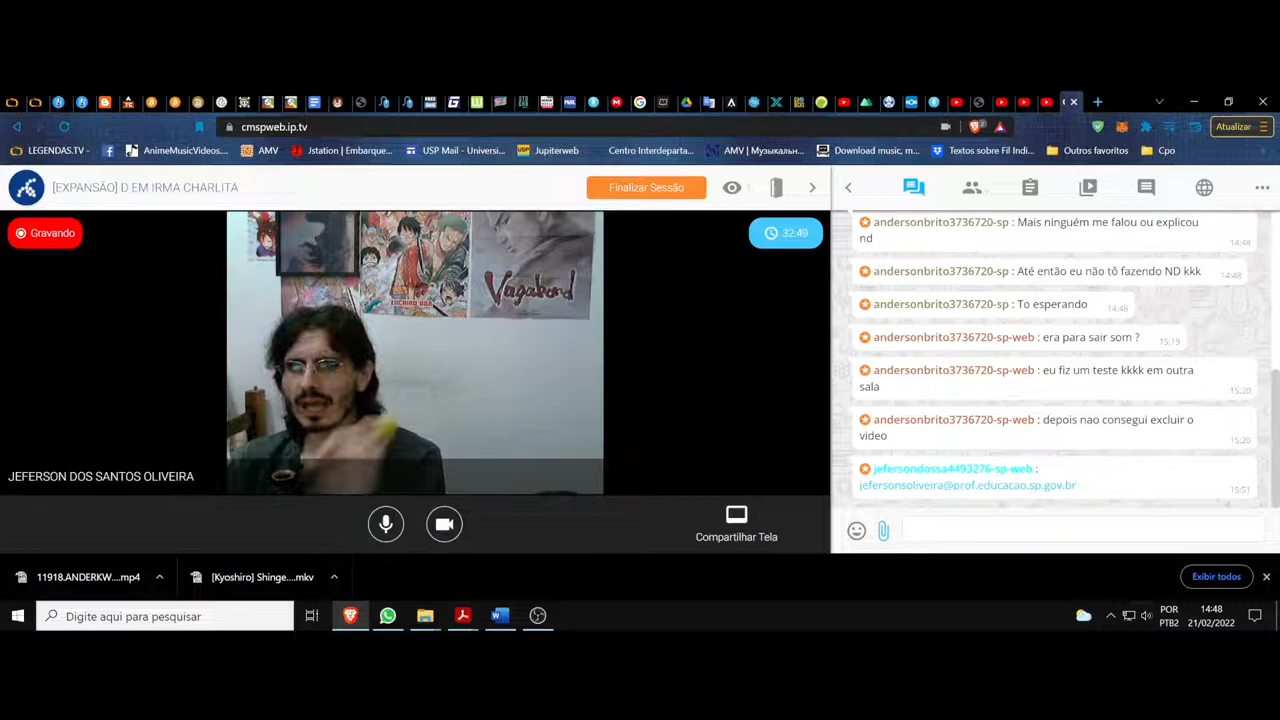 cmspweb.ip.tv
Atualizar
LEGENDAS.TV -
AnimeMusicVideos...
AMV
Jstation | Embarque...
USP Mail - Universi...
Jupiterweb
Centro Interdeparta...
AMV | Музыкальн...
Download music, m...
Textos sobre Fil Indi...
Outros favoritos
Cpo
[EXPANSÃO] D EM IRMA CHARLITA
Finalizar Sessão
Gravando
32:49
Vagabond
JEFERSON DOS SANTOS OLIVEIRA
Compartilhar Tela
andersonbrito3736720-sp : Mais ninguém me falou ou explicou
nd
14:48
andersonbrito3736720-sp : Até então eu não tô fazendo ND kkk
14:48
andersonbrito3736720-sp : To esperando
14:48
andersonbrito3736720-sp-web : era para sair som ?
15:19
andersonbrito3736720-sp-web : eu fiz um teste kkkk em outra
sala
15:20
andersonbrito3736720-sp-web : depois nao consegui excluir o
video
15:20
jefersondossa4493276-sp-web :
jefersonsoliveira@prof.educacao.sp.gov.br
15:51
11918.ANDERKW....mp4
[Kyoshiro] Shinge....mkv
Exibir todos
Digite aqui para pesquisar
POR
PTB2
14:48
21/02/2022